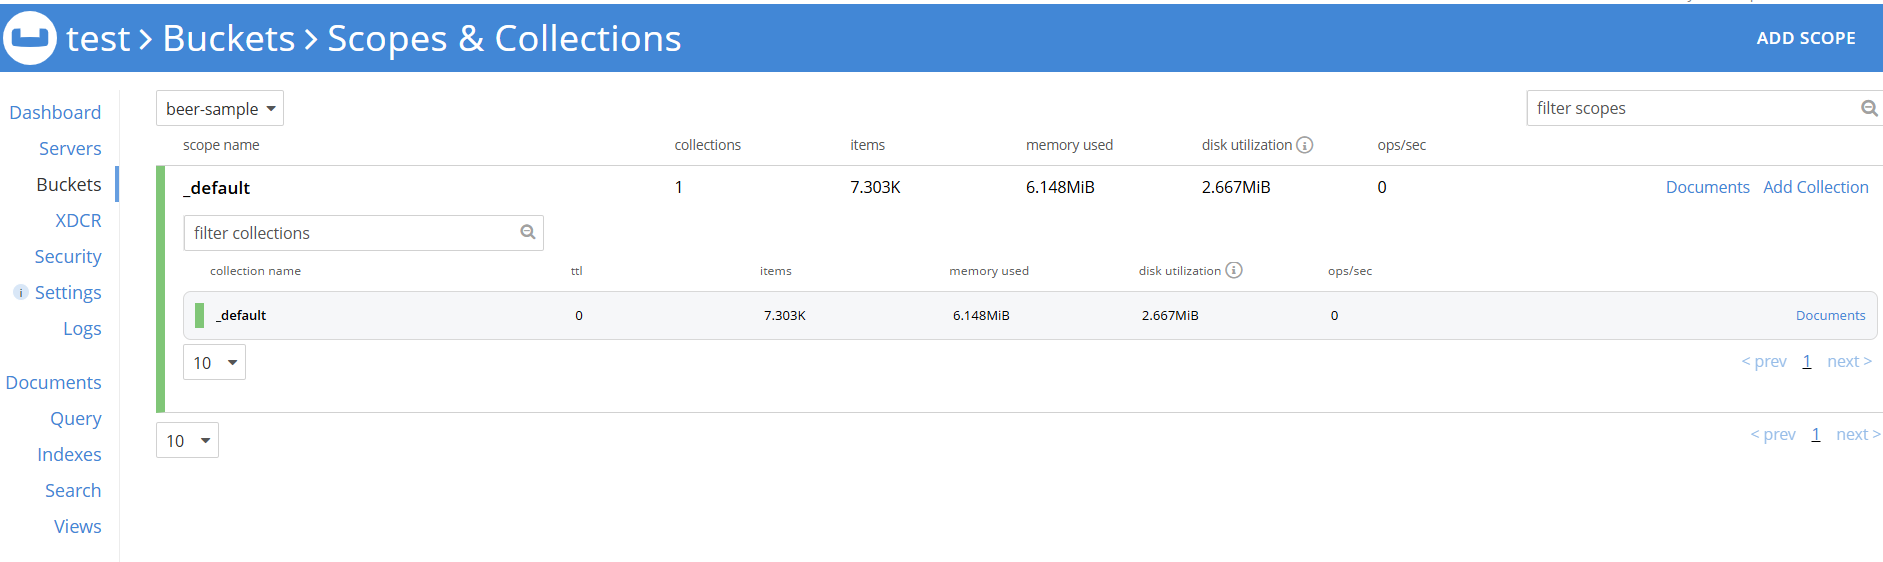 test > Buckets > Scopes & Collections
ADD SCOPE
Dashboard
Servers
Buckets
XDCR
Security
Settings
Logs
Documents
Query
Indexes
Search
Views
beer-sample
filter scopes
scope name collections items memory used disk utilization ops/sec
_default 1 7.303K 6.148MiB 2.667MiB 0 Documents Add Collection
filter collections
collection name ttl items memory used disk utilization ops/sec
_default 0 7.303K 6.148MiB 2.667MiB 0 Documents
10 < prev 1 next >
10 < prev 1 next >